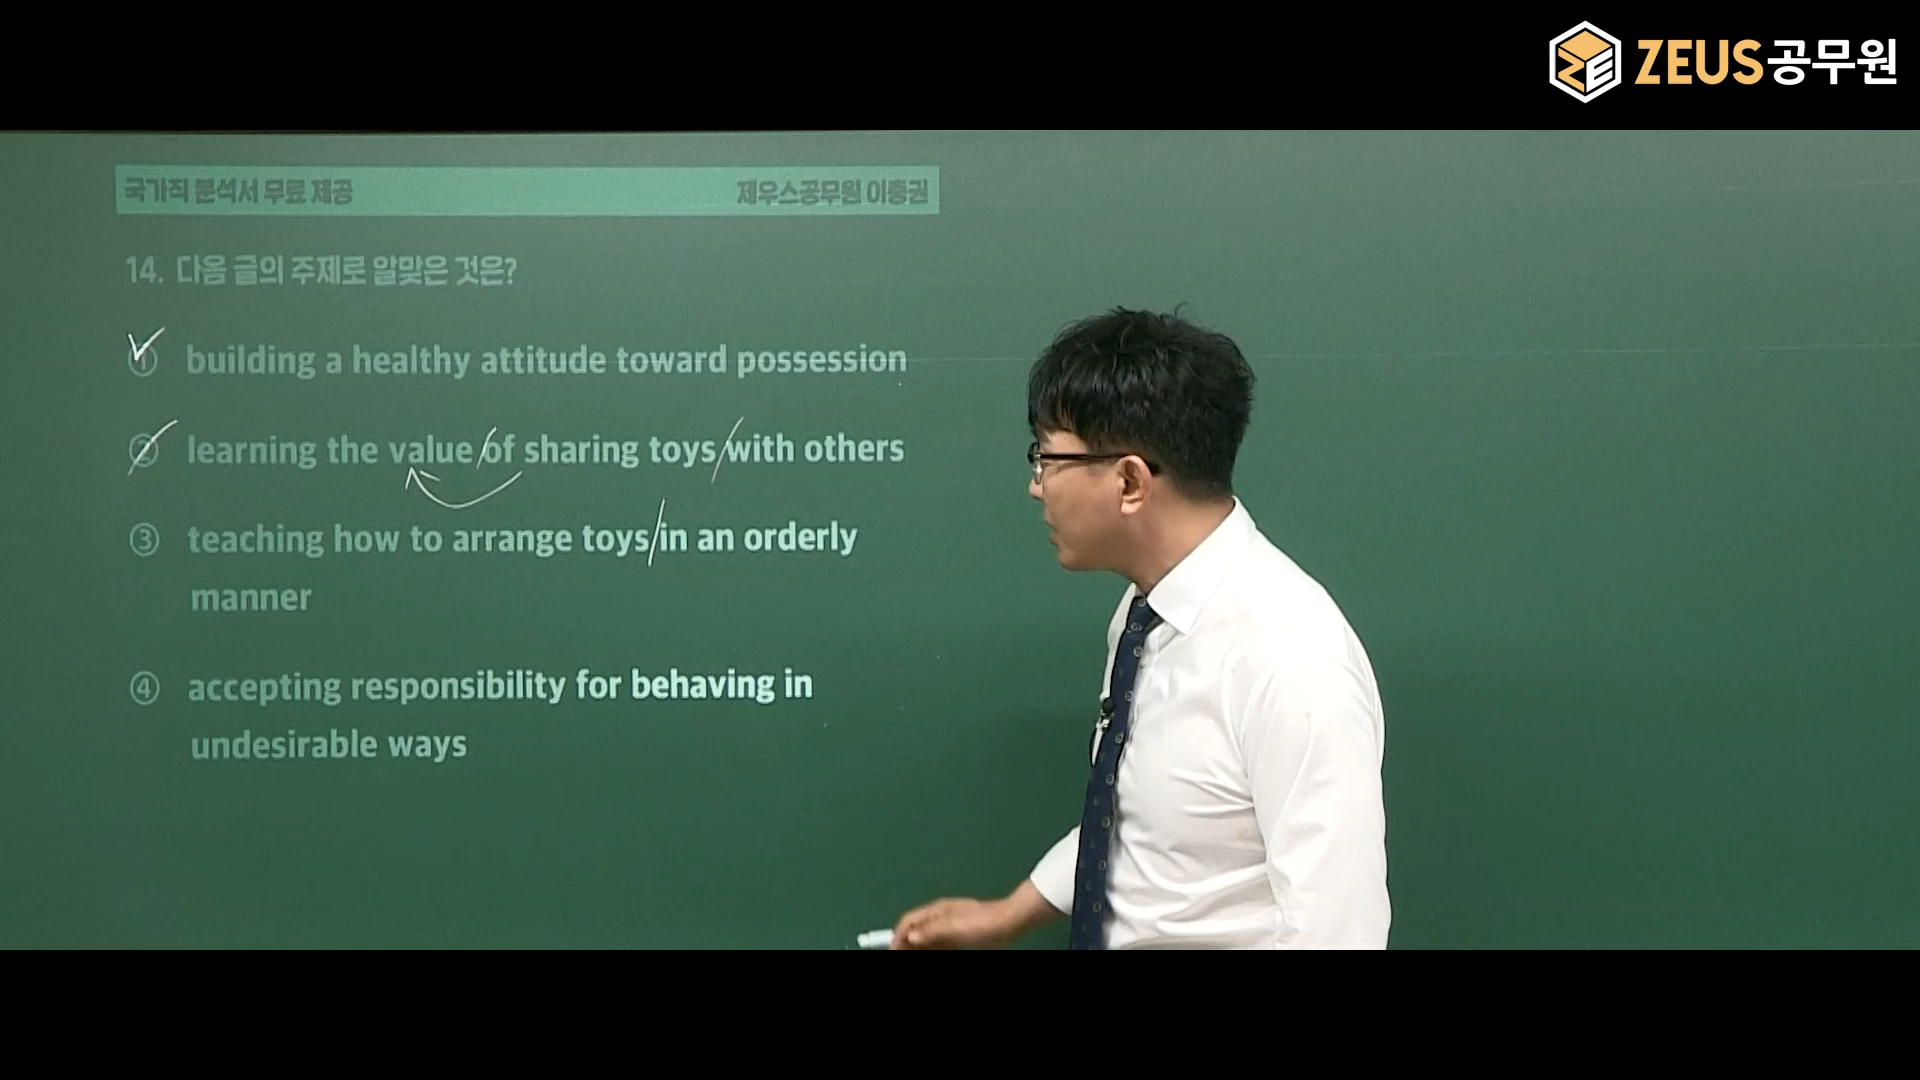 ZEUS공무원
국가직 분석서 무료 제공 제우스공무원 이충권
14. 다음 글의 주제로 알맞은 것은?
① building a healthy attitude toward possession
② learning the value of sharing toys with others
③ teaching how to arrange toys in an orderly
manner
④ accepting responsibility for behaving in
undesirable ways